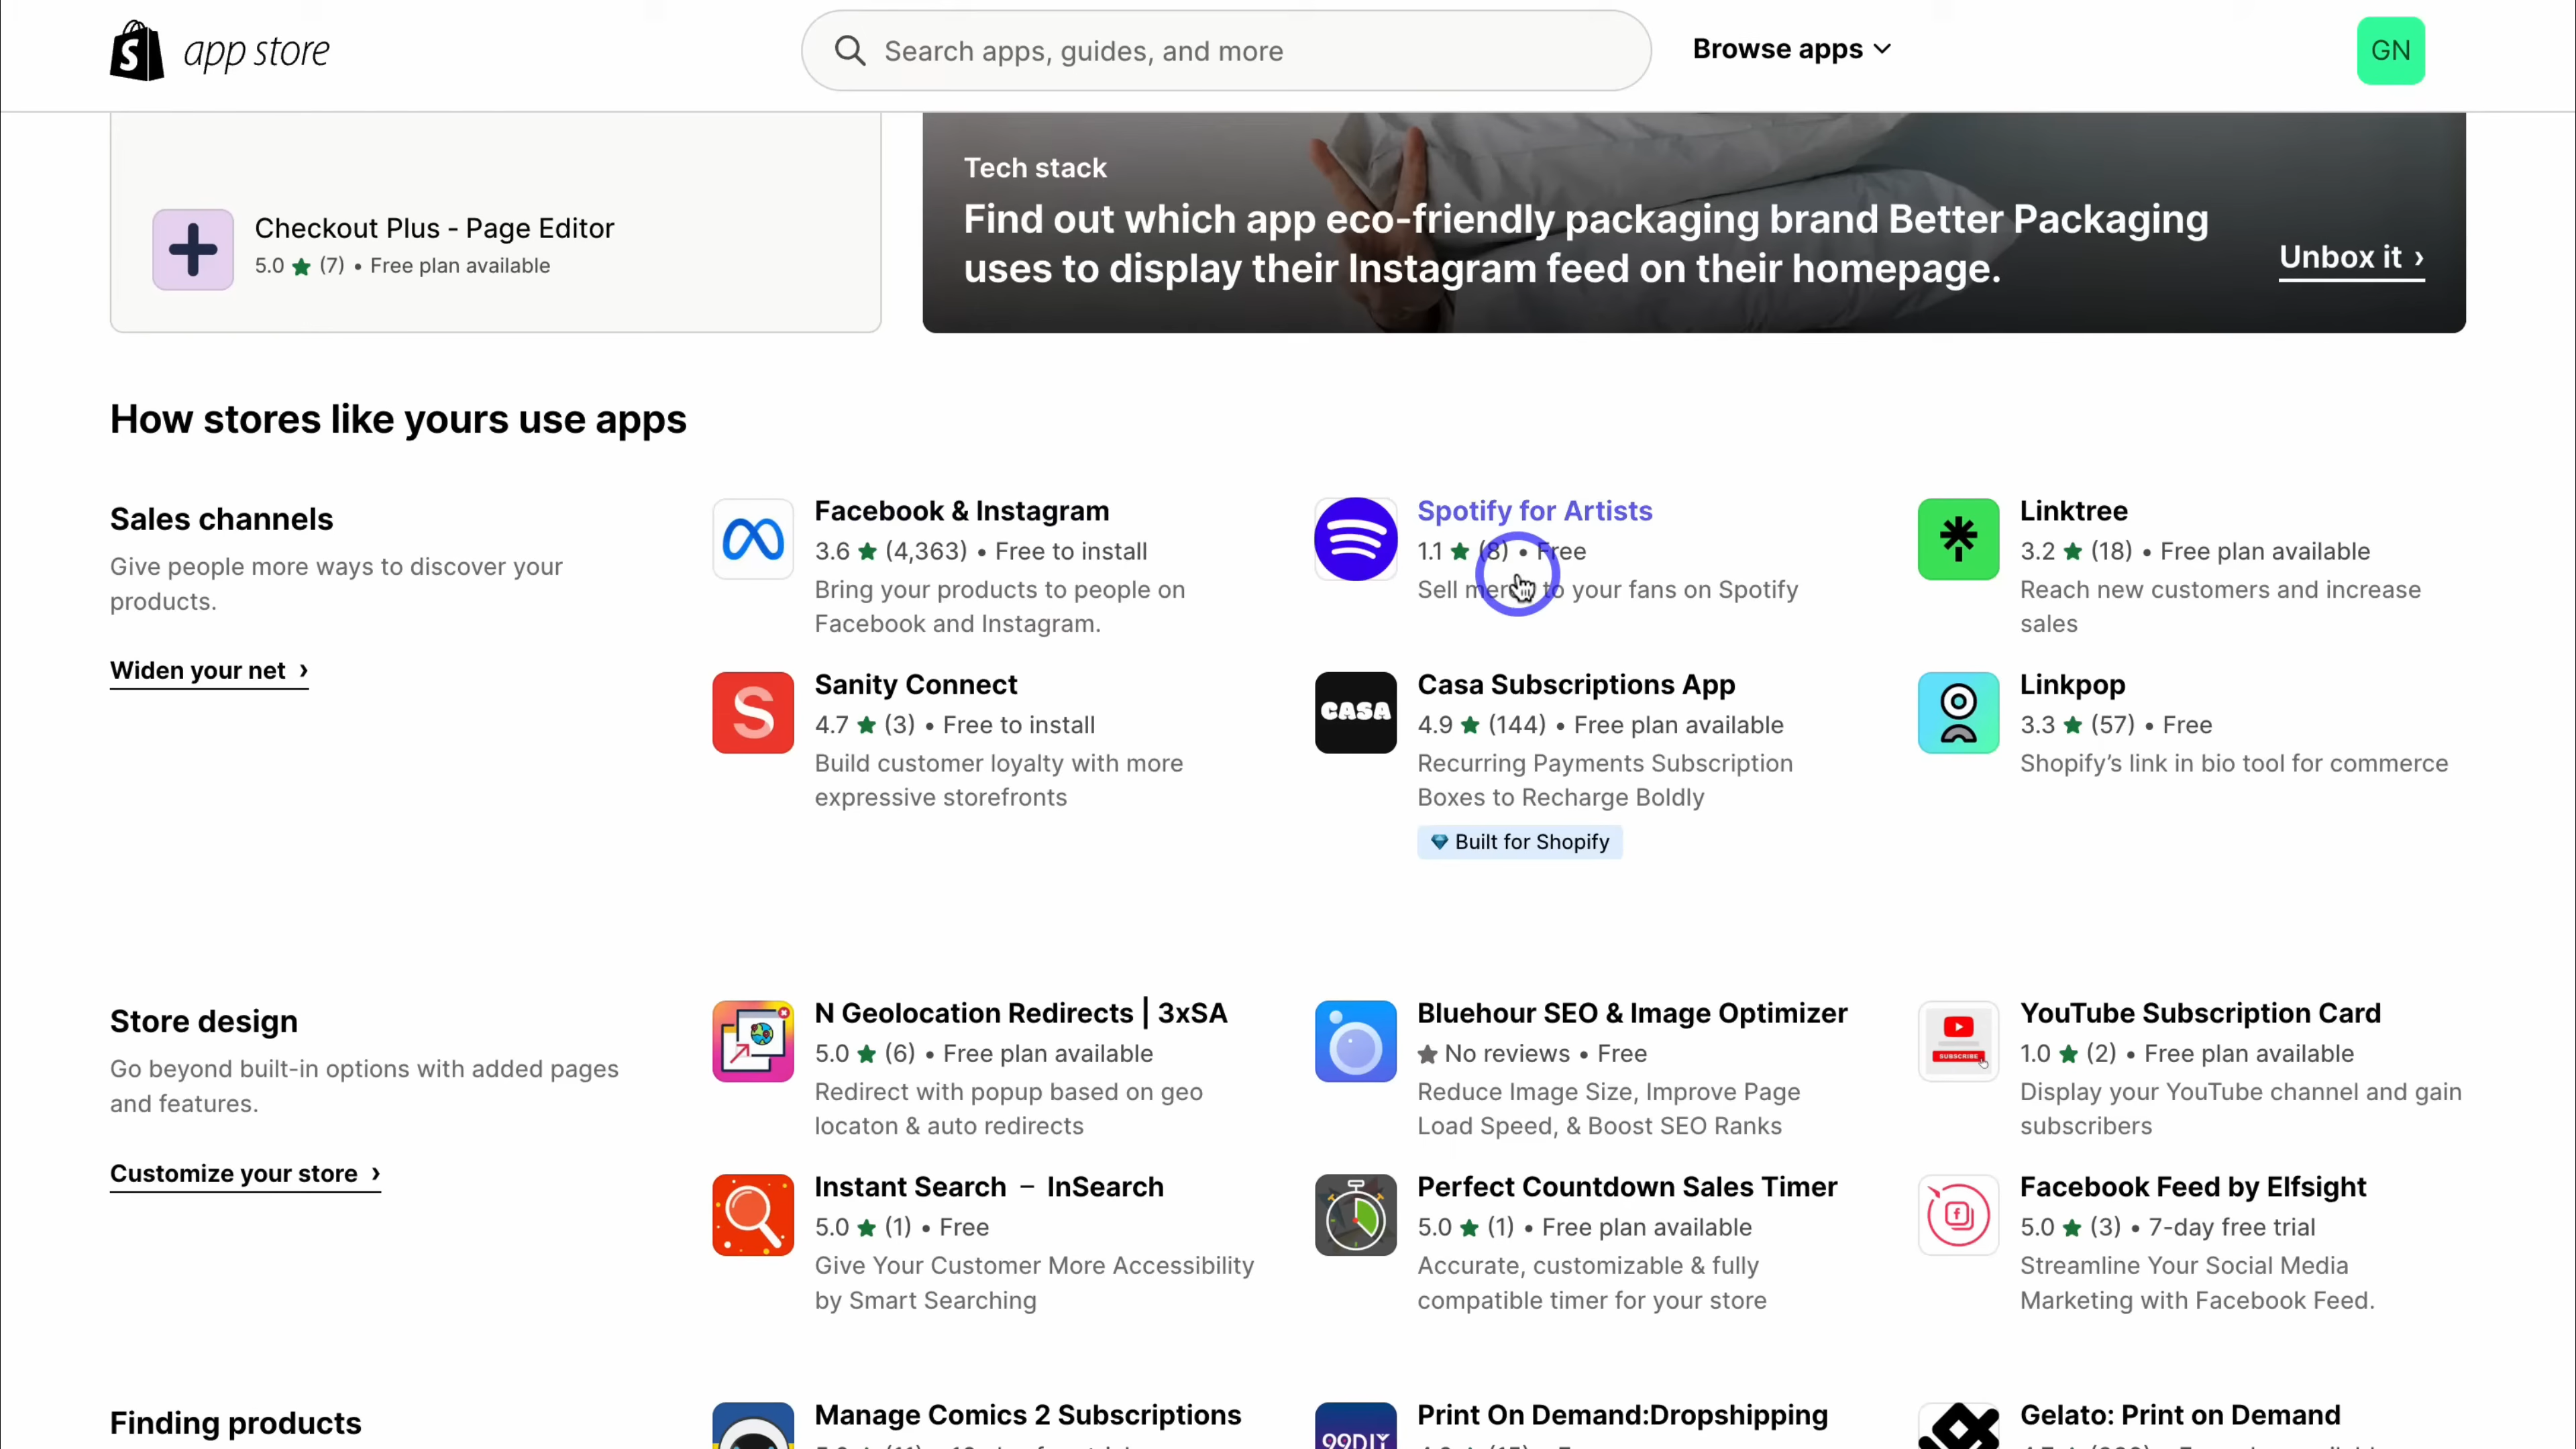 app store
Search apps, guides, and more
Browse apps
GN
Checkout Plus - Page Editor
5.0 ★ (7) • Free plan available
Tech stack
Find out which app eco-friendly packaging brand Better Packaging
uses to display their Instagram feed on their homepage.
Unbox it ›
How stores like yours use apps
Sales channels
Give people more ways to discover your
products.
Widen your net ›
Facebook & Instagram
3.6 ★ (4,363) • Free to install
Bring your products to people on
Facebook and Instagram.
Spotify for Artists
1.1 ★ (8) • Free
Sell merch to your fans on Spotify
Linktree
3.2 ★ (18) • Free plan available
Reach new customers and increase
sales
Sanity Connect
4.7 ★ (3) • Free to install
Build customer loyalty with more
expressive storefronts
CASA
Casa Subscriptions App
4.9 ★ (144) • Free plan available
Recurring Payments Subscription
Boxes to Recharge Boldly
Built for Shopify
Linkpop
3.3 ★ (57) • Free
Shopify’s link in bio tool for commerce
Store design
Go beyond built-in options with added pages
and features.
Customize your store ›
N Geolocation Redirects | 3xSA
5.0 ★ (6) • Free plan available
Redirect with popup based on geo
locaton & auto redirects
Bluehour SEO & Image Optimizer
★ No reviews • Free
Reduce Image Size, Improve Page
Load Speed, & Boost SEO Ranks
SUBSCRIBE
YouTube Subscription Card
1.0 ★ (2) • Free plan available
Display your YouTube channel and gain
subscribers
Instant Search － InSearch
5.0 ★ (1) • Free
Give Your Customer More Accessibility
by Smart Searching
Perfect Countdown Sales Timer
5.0 ★ (1) • Free plan available
Accurate, customizable & fully
compatible timer for your store
Facebook Feed by Elfsight
5.0 ★ (3) • 7-day free trial
Streamline Your Social Media
Marketing with Facebook Feed.
Finding products
Manage Comics 2 Subscriptions
Print On Demand:Dropshipping
Gelato: Print on Demand